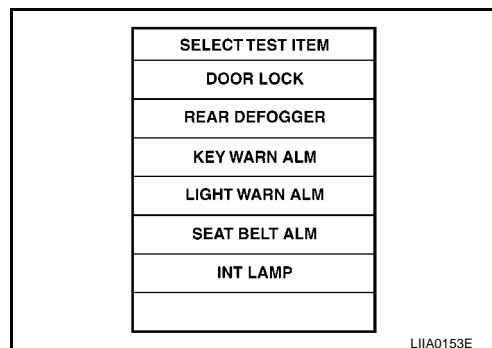 SELECT TEST ITEM
DOOR LOCK
REAR DEFOGGER
KEY WARN ALM
LIGHT WARN ALM
SEAT BELT ALM
INT LAMP
LIIA0153E